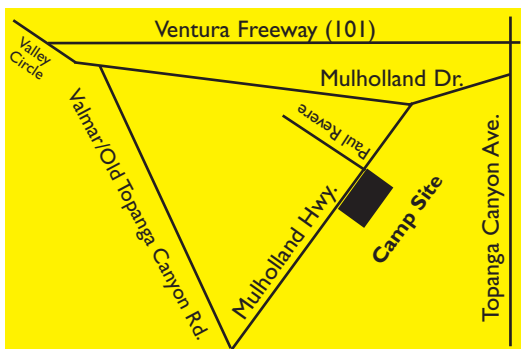 Ventura Freeway (101)
Valley
Circle
Mulholland Dr.
Paul Revere
Valmar/Old Topanga Canyon Rd.
Mulholland Hwy.
Camp Site
Topanga Canyon Ave.